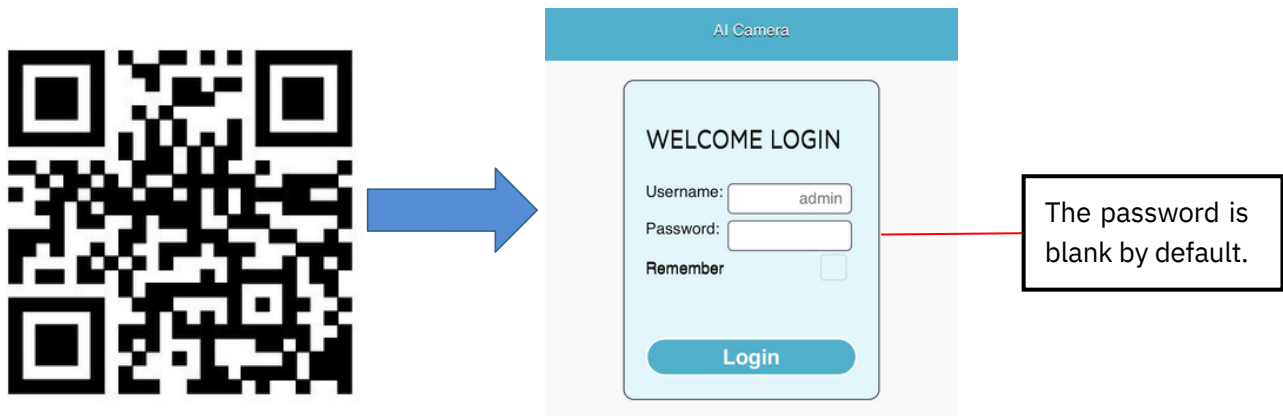 AI Camera
WELCOME LOGIN
Username: admin
Password:
Remember
Login
The password is
blank by default.